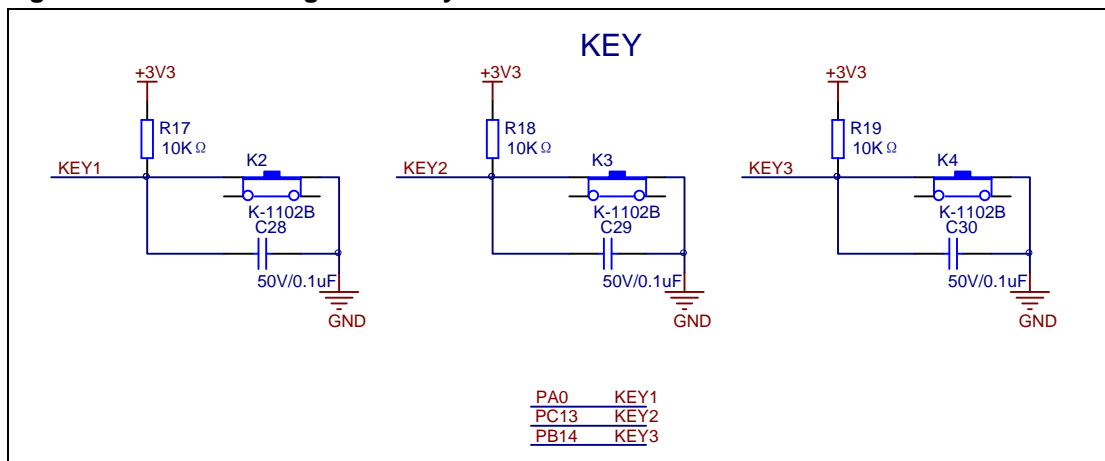 KEY
+3V3
+3V3
+3V3
R17
10KΩ
R18
10KΩ
R19
10KΩ
KEY1
K2
KEY2
K3
KEY3
K4
K-1102B
C28
K-1102B
C29
K-1102B
C30
50V/0.1uF
50V/0.1uF
50V/0.1uF
GND
GND
GND
PA0 KEY1
PC13 KEY2
PB14 KEY3